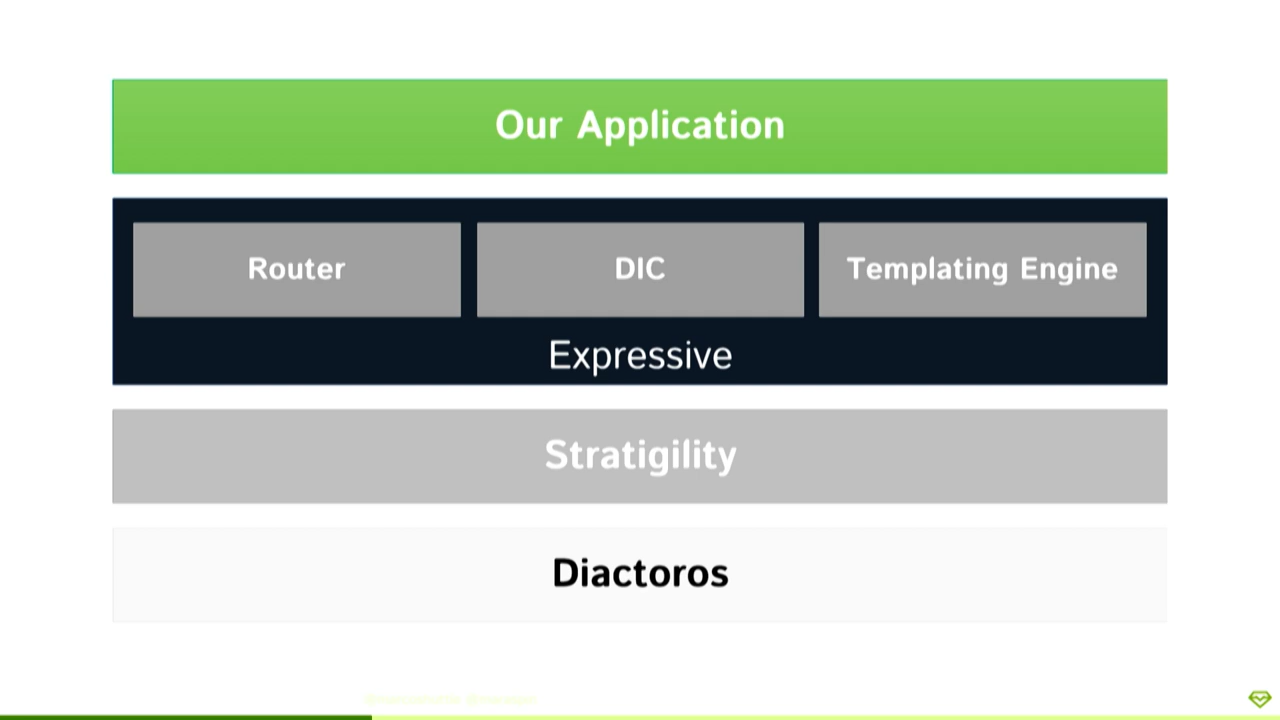 Our Application
Router
DIC
Templating Engine
Expressive
Stratigility
Diactoros